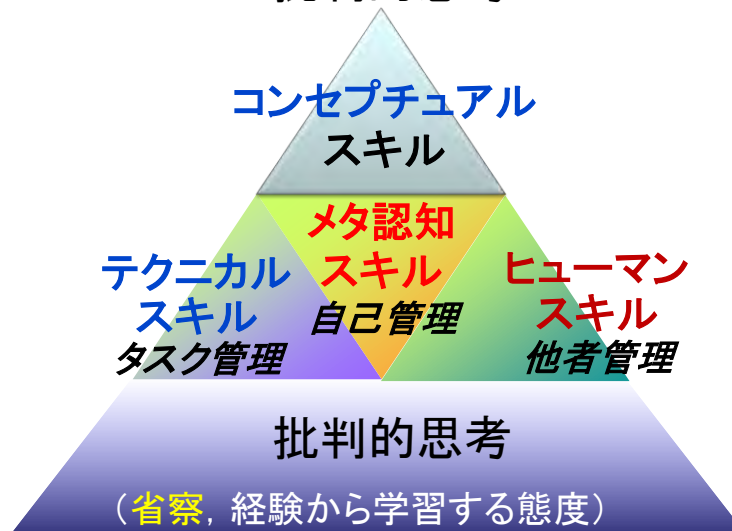 コンセプチュアル
スキル
メタ認知
スキル
自己管理
テクニカル
スキル
タスク管理
ヒューマン
スキル
他者管理
批判的思考
（省察，経験から学習する態度）